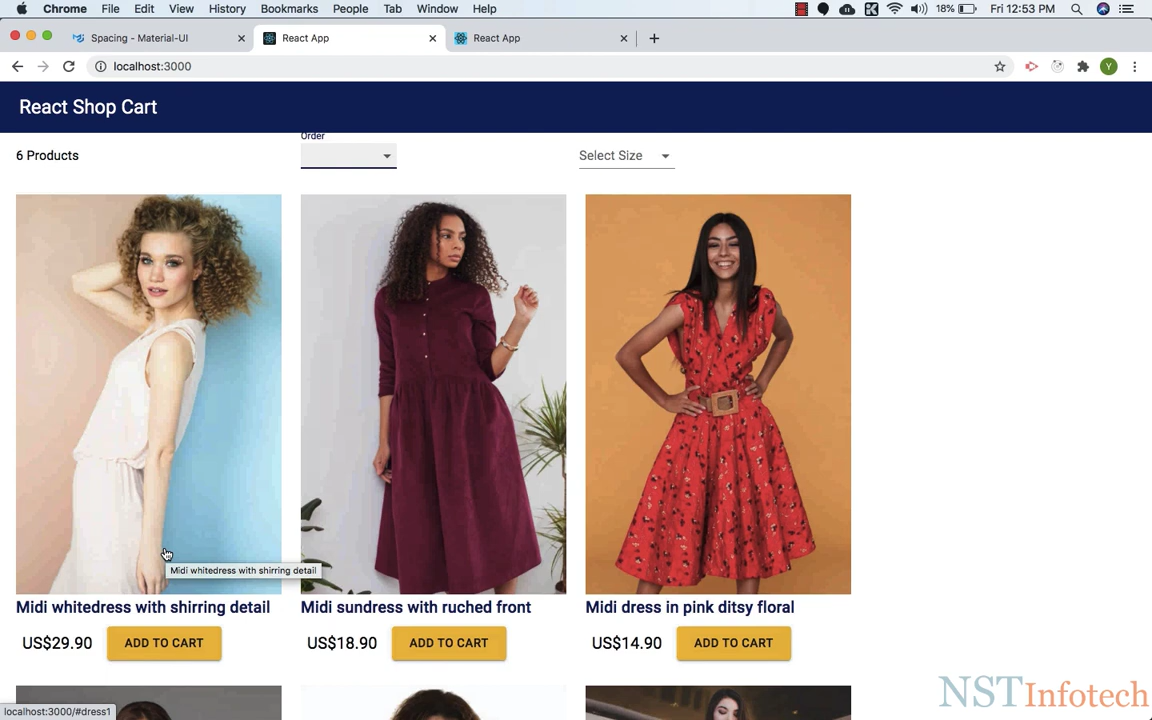 Chrome File Edit View History Bookmarks People Tab Window Help 18% Fri 12:53 PM
Spacing - Material-UI React App React App
localhost:3000 Y
React Shop Cart
Order
6 Products Select Size
Midi whitedress with shirring detail
Midi whitedress with shirring detail Midi sundress with ruched front Midi dress in pink ditsy floral
US$29.90 ADD TO CART US$18.90 ADD TO CART US$14.90 ADD TO CART
NSTInfotech
localhost:3000/#dress1